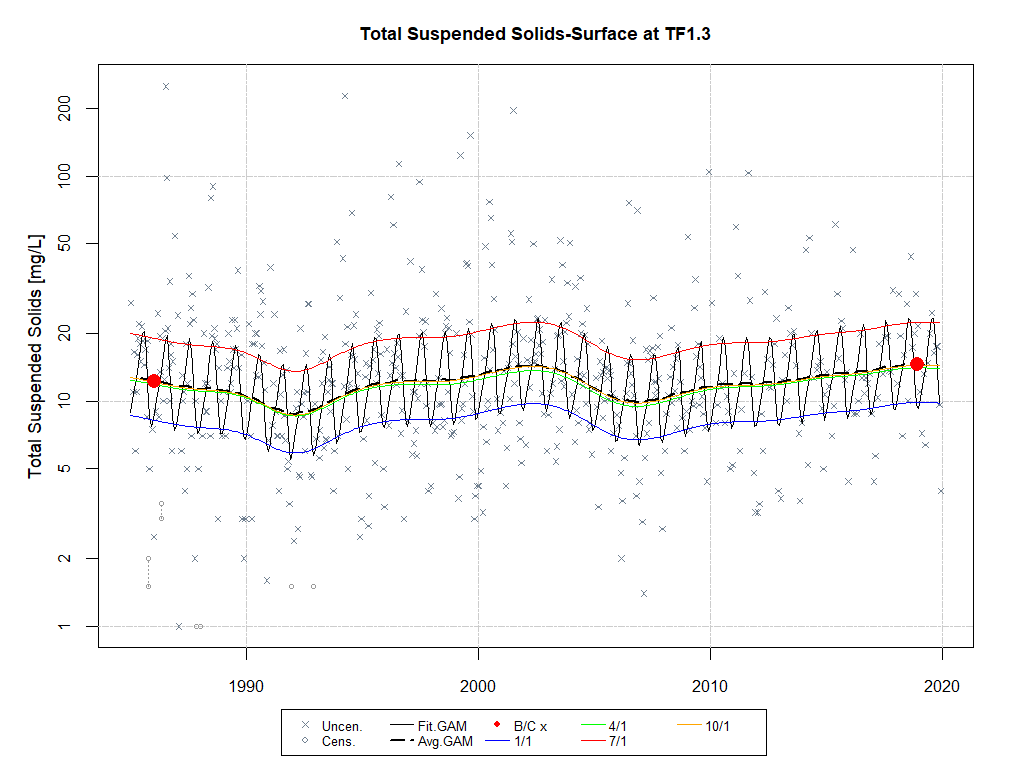 Total Suspended Solids-Surface at TF1.3
Total Suspended Solids [mg/L]
200
100
50
20
10
5
2
1
1990 2000 2010 2020
Uncen. Fit.GAM B/C x 4/1 10/1
Cens. Avg.GAM 1/1 7/1